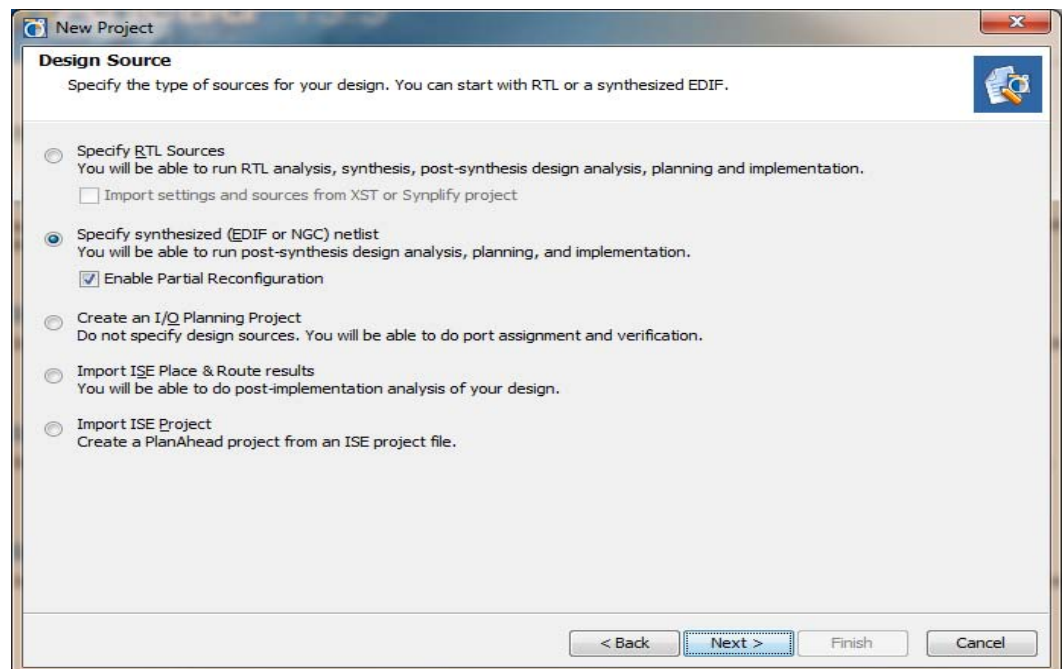 New Project
Design Source
Specify the type of sources for your design. You can start with RTL or a synthesized EDIF.
Specify RTL Sources
You will be able to run RTL analysis, synthesis, post-synthesis design analysis, planning and implementation.
Import settings and sources from XST or Synplify project
Specify synthesized (EDIF or NGC) netlist
You will be able to run post-synthesis design analysis, planning, and implementation.
Enable Partial Reconfiguration
Create an I/O Planning Project
Do not specify design sources. You will be able to do port assignment and verification.
Import ISE Place & Route results
You will be able to do post-implementation analysis of your design.
Import ISE Project
Create a PlanAhead project from an ISE project file.
< Back Next > Finish Cancel